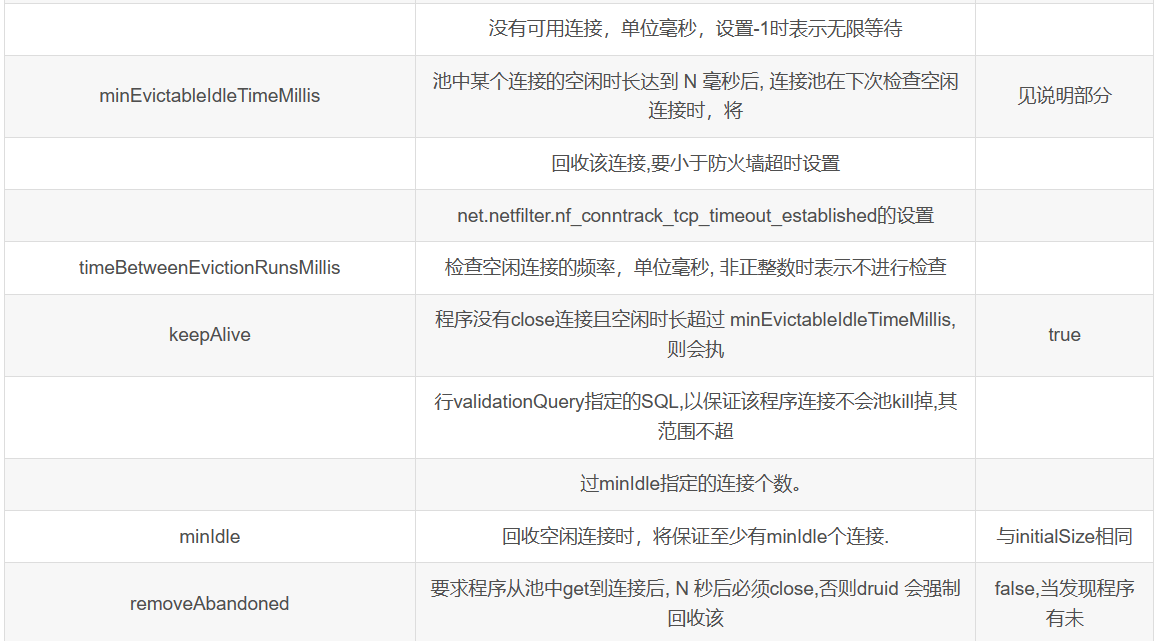 没有可用连接，单位毫秒，设置-1时表示无限等待
minEvictableIdleTimeMillis
池中某个连接的空闲时长达到 N 毫秒后, 连接池在下次检查空闲
连接时，将
见说明部分
回收该连接,要小于防火墙超时设置
net.netfilter.nf_conntrack_tcp_timeout_established的设置
timeBetweenEvictionRunsMillis
检查空闲连接的频率，单位毫秒, 非正整数时表示不进行检查
keepAlive
程序没有close连接且空闲时长超过 minEvictableIdleTimeMillis,
则会执
true
行validationQuery指定的SQL,以保证该程序连接不会池kill掉,其
范围不超
过minIdle指定的连接个数。
minIdle
回收空闲连接时，将保证至少有minIdle个连接.
与initialSize相同
removeAbandoned
要求程序从池中get到连接后, N 秒后必须close,否则druid 会强制
回收该
false,当发现程序
有未